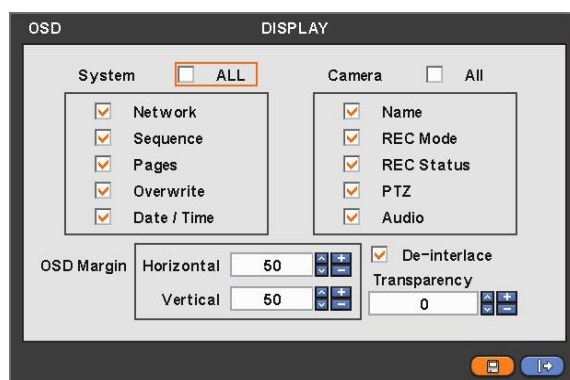 OSD DISPLAY
System ALL Camera All
Network Name
Sequence REC Mode
Pages REC Status
Overwrite PTZ
Date / Time Audio
OSD Margin Horizontal 50 De-interlace
Transparency
Vertical 50 0